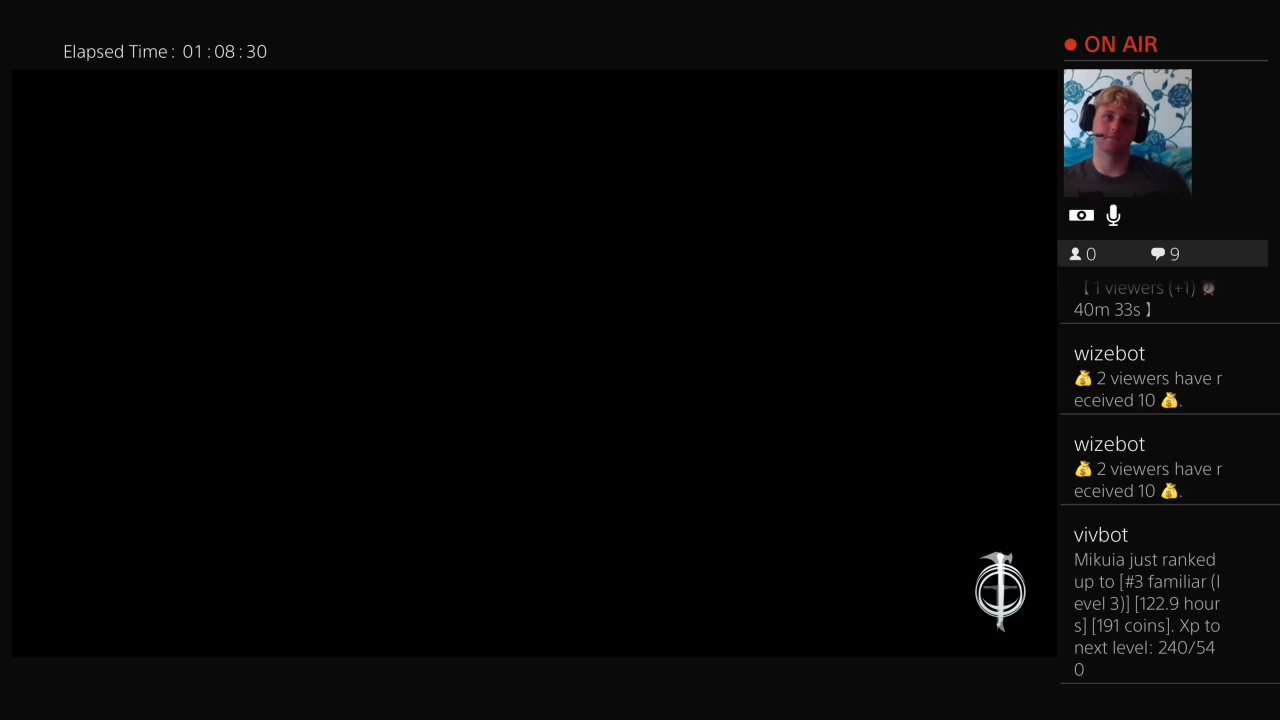 Elapsed Time : 01 : 08 : 30
ON AIR
0 9
【 1 viewers (+1) ⏰
40m 33s 】
wizebot
💰 2 viewers have r
eceived 10 💰.
wizebot
💰 2 viewers have r
eceived 10 💰.
vivbot
Mikuia just ranked
up to [#3 familiar (l
evel 3)] [122.9 hour
s] [191 coins]. Xp to
next level: 240/54
0